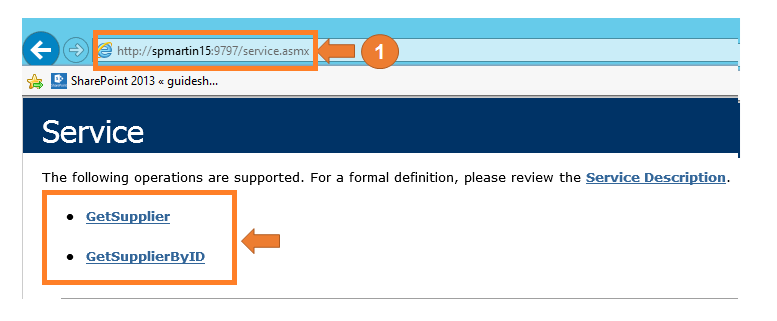 http://spmartin15:9797/service.asmx
1
SharePoint 2013 « guidesh...
Service
The following operations are supported. For a formal definition, please review the Service Description.
GetSupplier
GetSupplierByID